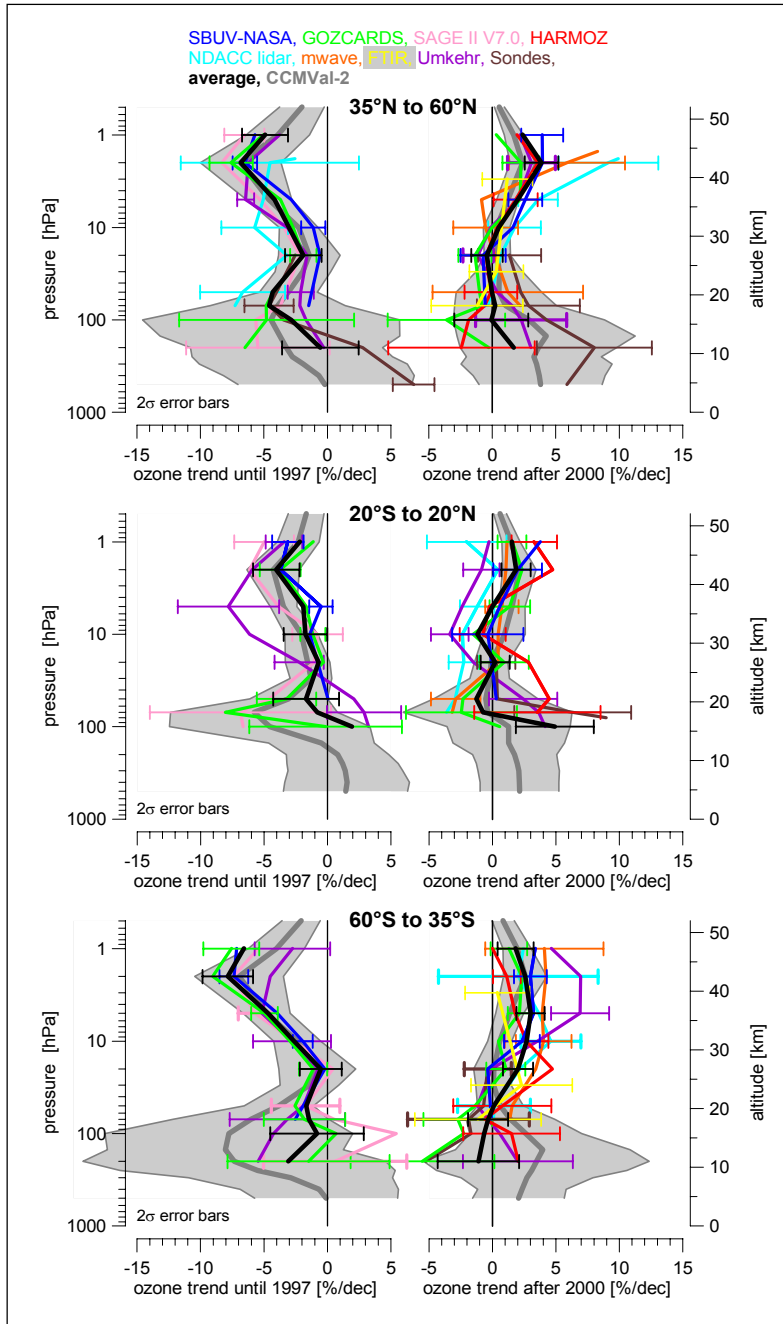 SBUV-NASA, GOZCARDS, SAGE II V7.0, HARMOZ
NDACC lidar, mwave, FTIR, Umkehr, Sondes,
average, CCMVal-2
35°N to 60°N
pressure [hPa]
1
10
100
1000
altitude [km]
50
40
30
20
10
0
2σ error bars
-15 -10 -5 0 5
-5 0 5 10 15
ozone trend until 1997 [%/dec]
ozone trend after 2000 [%/dec]
20°S to 20°N
pressure [hPa]
1
10
100
1000
altitude [km]
50
40
30
20
10
0
2σ error bars
-15 -10 -5 0 5
-5 0 5 10 15
ozone trend until 1997 [%/dec]
ozone trend after 2000 [%/dec]
60°S to 35°S
pressure [hPa]
1
10
100
1000
altitude [km]
50
40
30
20
10
0
2σ error bars
-15 -10 -5 0 5
-5 0 5 10 15
ozone trend until 1997 [%/dec]
ozone trend after 2000 [%/dec]